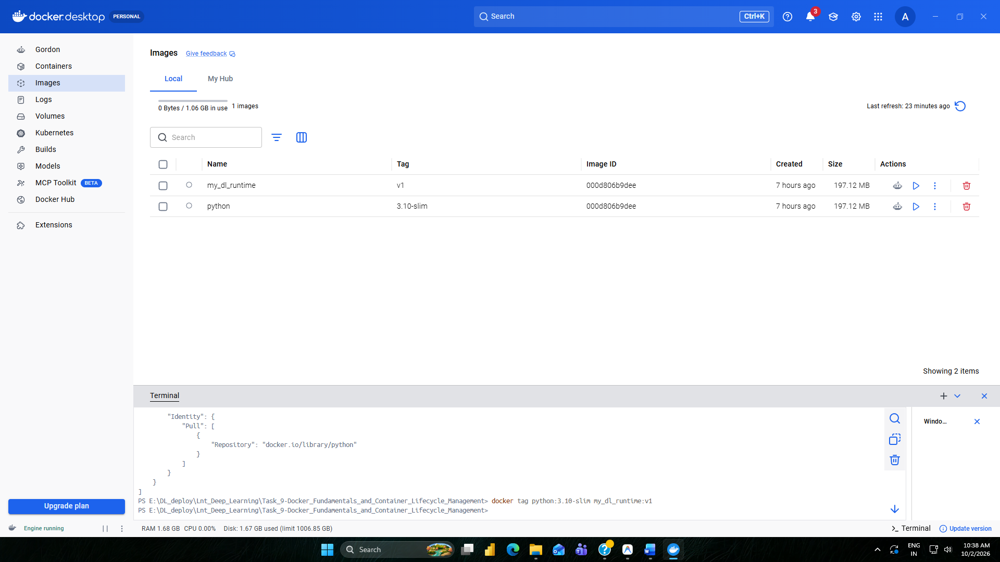 docker.desktop PERSONAL
Search Ctrl+K
3
A
Gordon
Containers
Images
Logs
Volumes
Kubernetes
Builds
Models
MCP Toolkit BETA
Docker Hub
Extensions
Upgrade plan
Images Give feedback
Local My Hub
0 Bytes / 1.06 GB in use 1 images
Last refresh: 23 minutes ago
Search
Name Tag Image ID Created Size Actions
my_dl_runtime v1 000d806b9dee 7 hours ago 197.12 MB
python 3.10-slim 000d806b9dee 7 hours ago 197.12 MB
Showing 2 items
Terminal
"Identity": {
"Pull": [
{
"Repository": "docker.io/library/python"
}
]
}
}
]
PS E:\DL_deploy\Lnt_Deep_Learning\Task_9-Docker_Fundamentals_and_Container_Lifecycle_Management> docker tag python:3.10-slim my_dl_runtime:v1
PS E:\DL_deploy\Lnt_Deep_Learning\Task_9-Docker_Fundamentals_and_Container_Lifecycle_Management>
Windo...
Engine running
RAM 1.68 GB CPU 0.00% Disk: 1.67 GB used (limit 1006.85 GB)
Terminal Update version
Search
ENG
IN
10:38 AM
10/2/2026